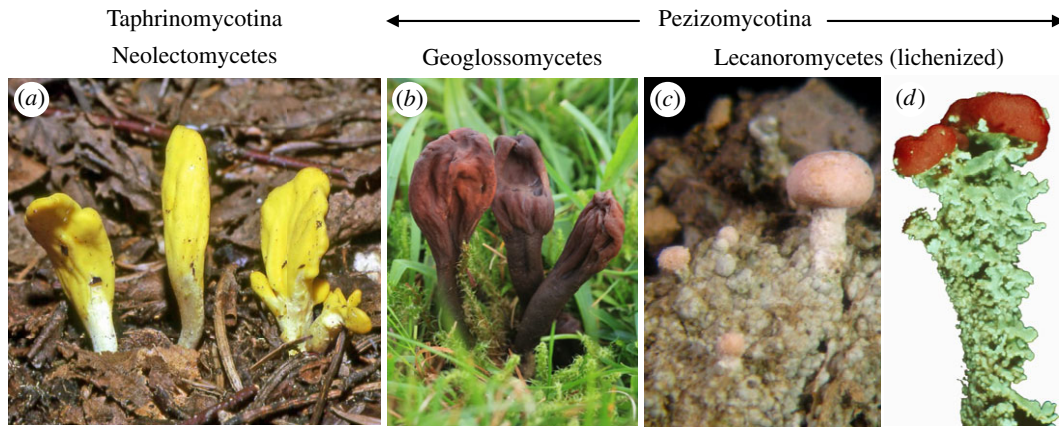 Taphrinomycotina
Pezizomycotina
Neolectomycetes
Geoglossomycetes
Lecanoromycetes (lichenized)
(a)
(b)
(c)
(d)